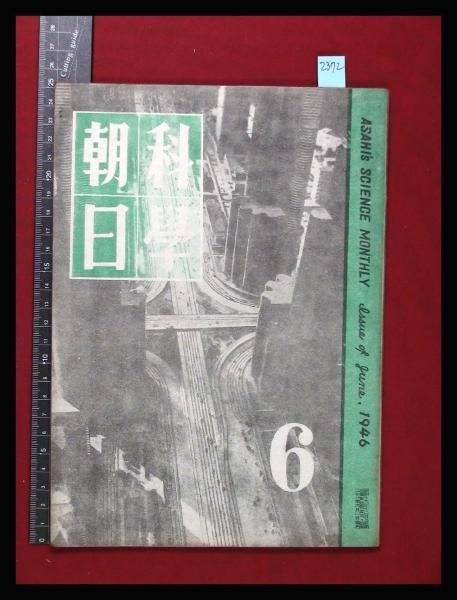 科學
朝日
6
ASAHI's SCIENCE MONTHLY Issue of June, 1946
2372
Cutting guide